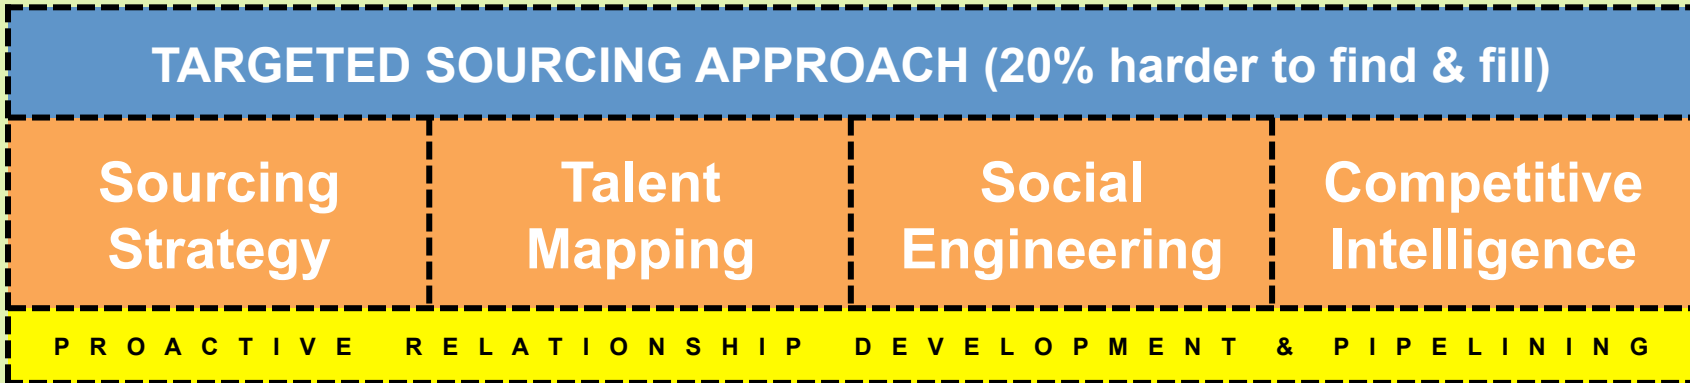 TARGETED SOURCING APPROACH (20% harder to find & fill)
Sourcing
Strategy
Talent
Mapping
Social
Engineering
Competitive
Intelligence
PROACTIVE RELATIONSHIP DEVELOPMENT & PIPELINING